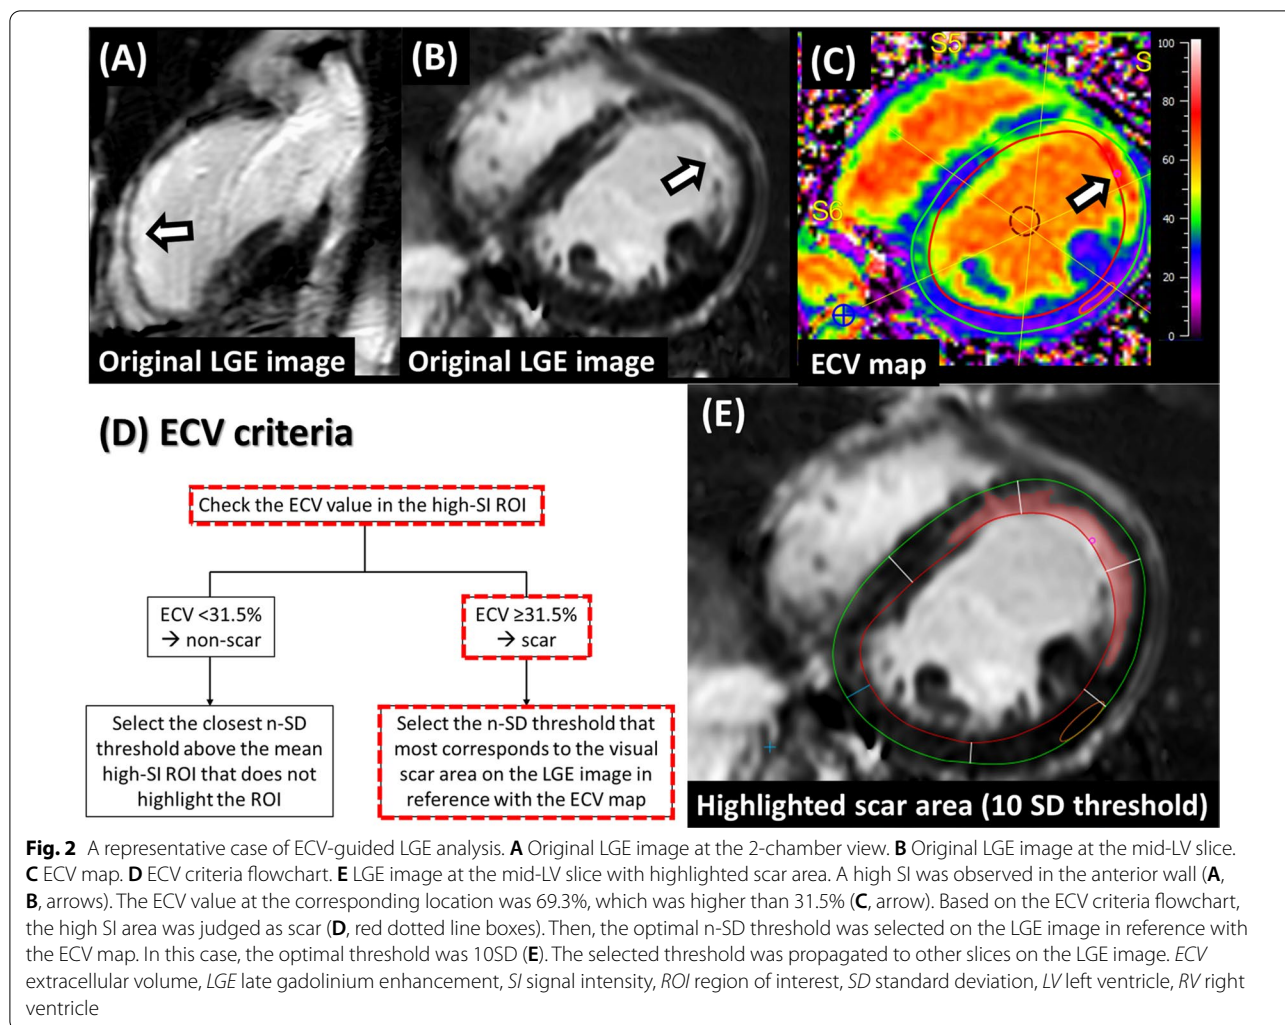 (A)
Original LGE image
(B)
Original LGE image
(C)
S5
S
S6
100
80
60
40
20
0
ECV map
(D) ECV criteria
Check the ECV value in the high-SI ROI
ECV <31.5%
→ non-scar
ECV ≥31.5%
→ scar
Select the closest n-SD
threshold above the mean
high-SI ROI that does not
highlight the ROI
Select the n-SD threshold that
most corresponds to the visual
scar area on the LGE image in
reference with the ECV map
(E)
Highlighted scar area (10 SD threshold)
Fig. 2 A representative case of ECV-guided LGE analysis. A Original LGE image at the 2-chamber view. B Original LGE image at the mid-LV slice.
C ECV map. D ECV criteria flowchart. E LGE image at the mid-LV slice with highlighted scar area. A high SI was observed in the anterior wall (A,
B, arrows). The ECV value at the corresponding location was 69.3%, which was higher than 31.5% (C, arrow). Based on the ECV criteria flowchart,
the high SI area was judged as scar (D, red dotted line boxes). Then, the optimal n-SD threshold was selected on the LGE image in reference with
the ECV map. In this case, the optimal threshold was 10SD (E). The selected threshold was propagated to other slices on the LGE image. ECV
extracellular volume, LGE late gadolinium enhancement, SI signal intensity, ROI region of interest, SD standard deviation, LV left ventricle, RV right
ventricle